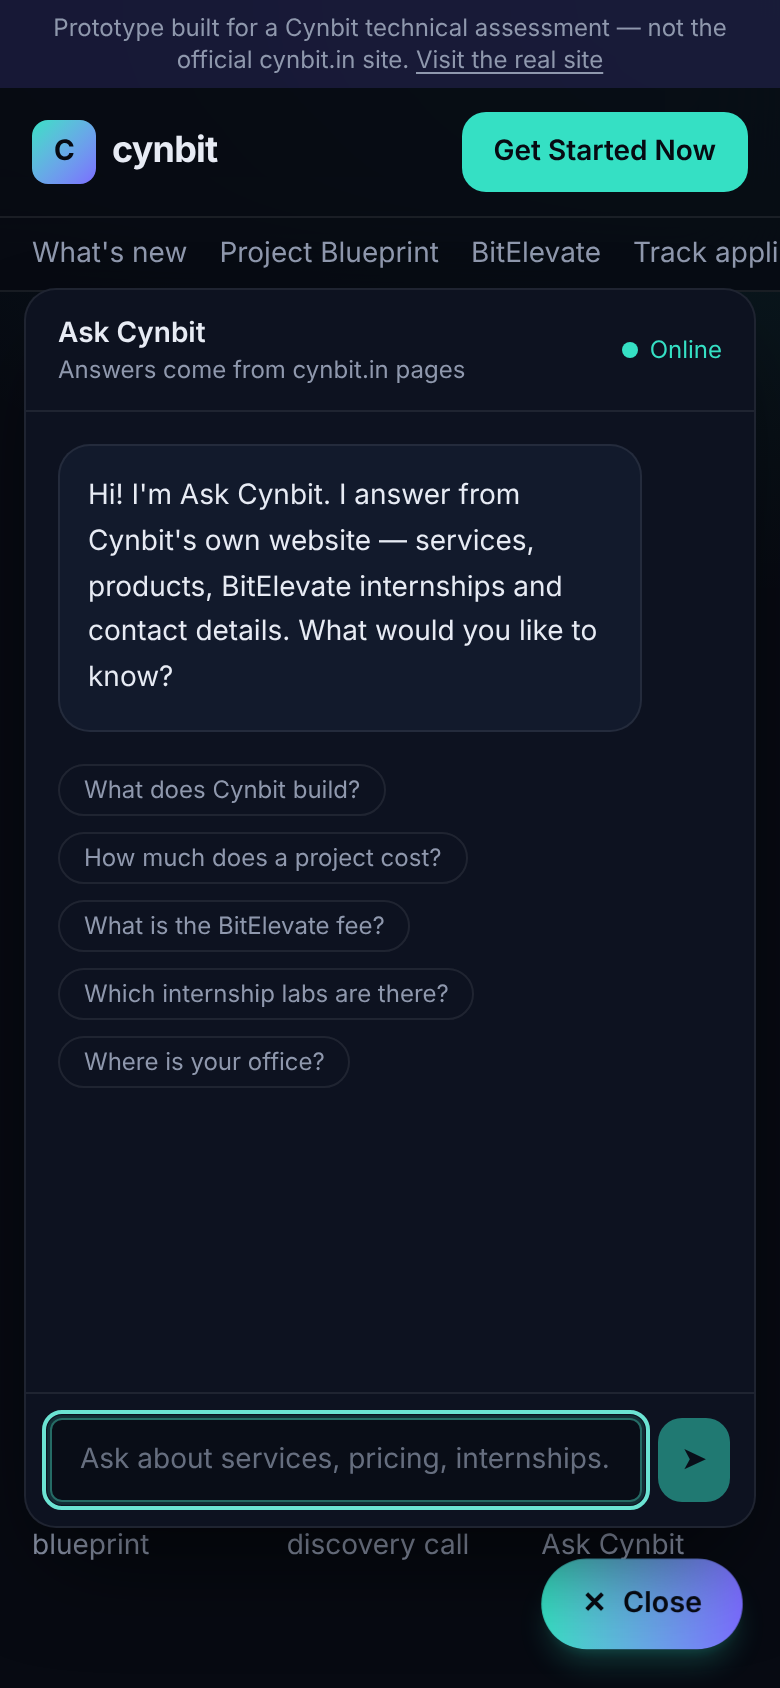 Prototype built for a Cynbit technical assessment — not the
official cynbit.in site. Visit the real site
C cynbit
Get Started Now
What's new Project Blueprint BitElevate Track appli
Ask Cynbit
Answers come from cynbit.in pages
Online
Hi! I'm Ask Cynbit. I answer from
Cynbit's own website — services,
products, BitElevate internships and
contact details. What would you like to
know?
What does Cynbit build?
How much does a project cost?
What is the BitElevate fee?
Which internship labs are there?
Where is your office?
Ask about services, pricing, internships.
➤
blueprint discovery call Ask Cynbit
✕ Close